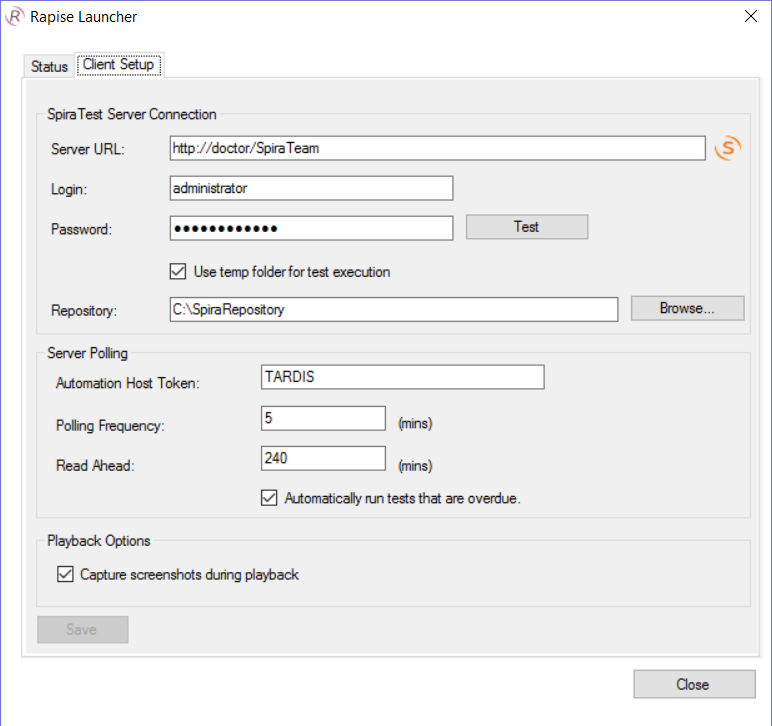 Rapise Launcher
Status Client Setup
SpiraTest Server Connection
Server URL: http://doctor/SpiraTeam
Login: administrator
Password: ●●●●●●●●●●●● Test
Use temp folder for test execution
Repository: C:\SpiraRepository Browse...
Server Polling
Automation Host Token: TARDIS
Polling Frequency: 5 (mins)
Read Ahead: 240 (mins)
Automatically run tests that are overdue.
Playback Options
Capture screenshots during playback
Save
Close